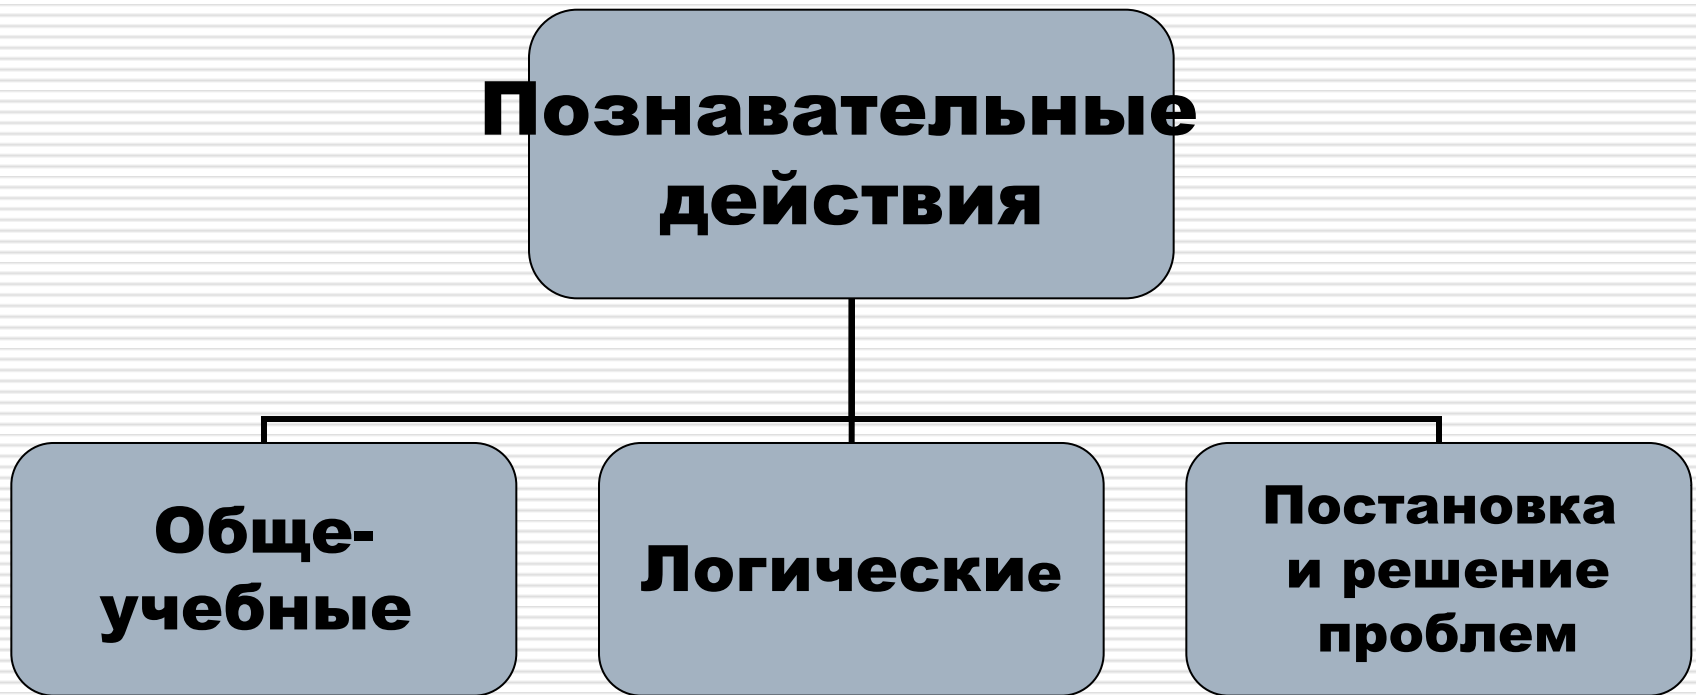 Познавательные
действия
Обще-
учебные
Логические
Постановка
и решение
проблем